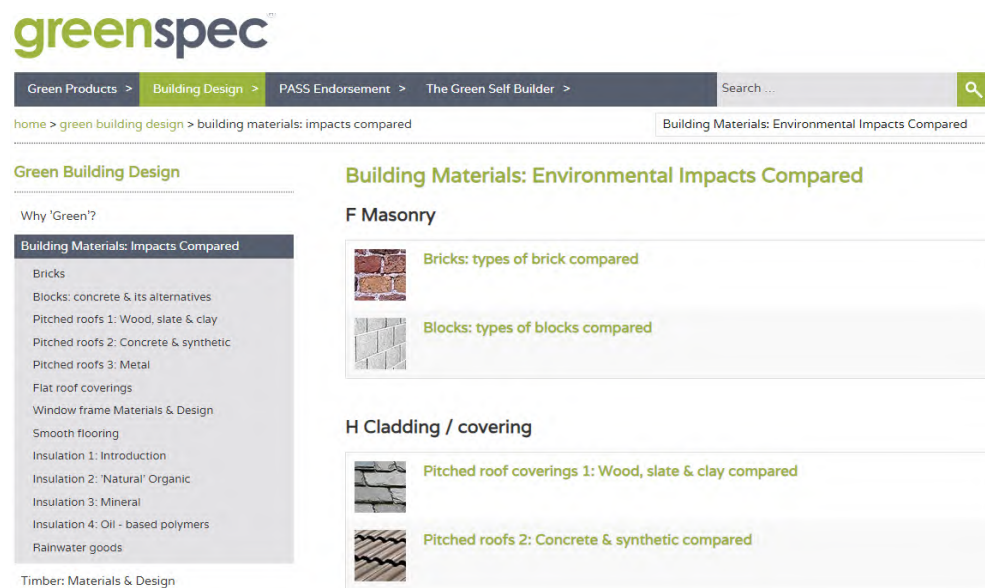 greenspec
Green Products > Building Design > PASS Endorsement > The Green Self Builder > Search ...
home > green building design > building materials: impacts compared
Building Materials: Environmental Impacts Compared
Green Building Design
Why 'Green'?
Building Materials: Impacts Compared
Bricks
Blocks: concrete & its alternatives
Pitched roofs 1: Wood, slate & clay
Pitched roofs 2: Concrete & synthetic
Pitched roofs 3: Metal
Flat roof coverings
Window frame Materials & Design
Smooth flooring
Insulation 1: Introduction
Insulation 2: 'Natural' Organic
Insulation 3: Mineral
Insulation 4: Oil - based polymers
Rainwater goods
Timber: Materials & Design
Building Materials: Environmental Impacts Compared
F Masonry
Bricks: types of brick compared
Blocks: types of blocks compared
H Cladding / covering
Pitched roof coverings 1: Wood, slate & clay compared
Pitched roofs 2: Concrete & synthetic compared